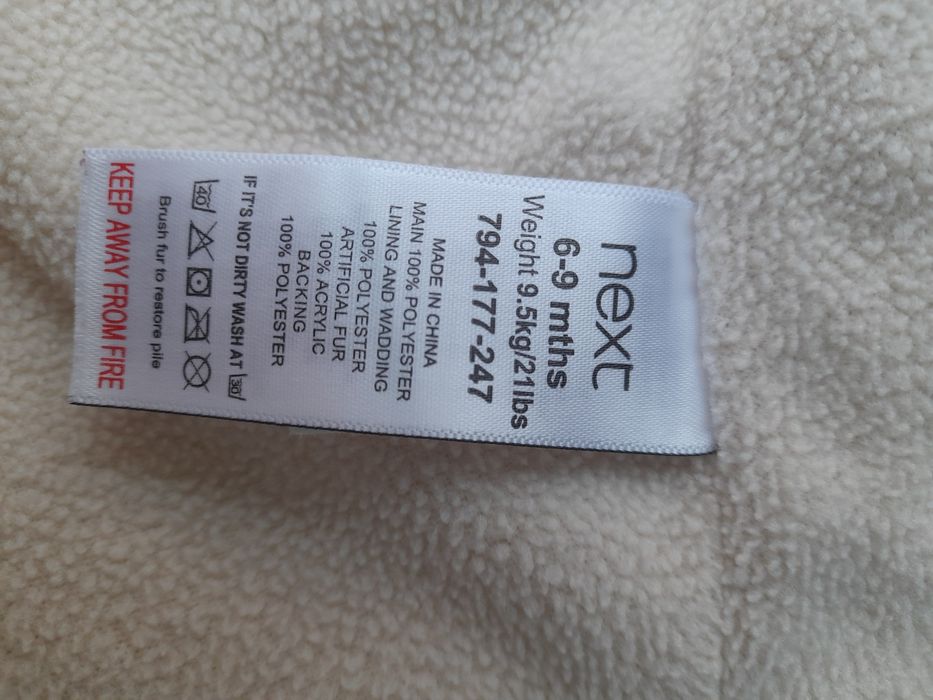 next
6-9 mths
Weight 9.5kg/21lbs
794-177-247
MADE IN CHINA
MAIN 100% POLYESTER
LINING AND WADDING
100% POLYESTER
ARTIFICIAL FUR
100% ACRYLIC
BACKING
100% POLYESTER
IF IT'S NOT DIRTY WASH AT 30
40
Brush fur to restore pile
KEEP AWAY FROM FIRE